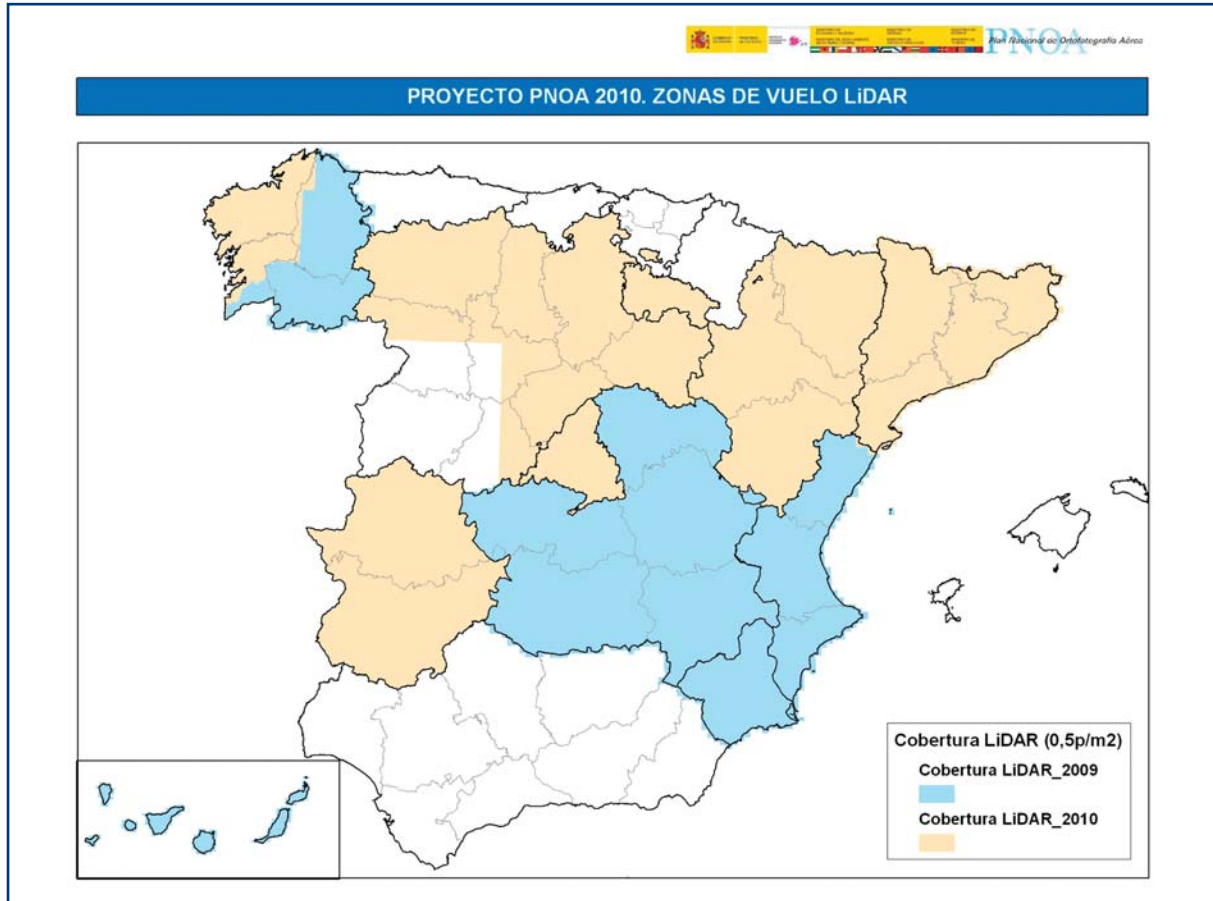 PNOA
Plan Nacional de Ortofotografía Aérea
PROYECTO PNOA 2010. ZONAS DE VUELO LiDAR
Cobertura LiDAR (0,5p/m2)
Cobertura LiDAR_2009
Cobertura LiDAR_2010